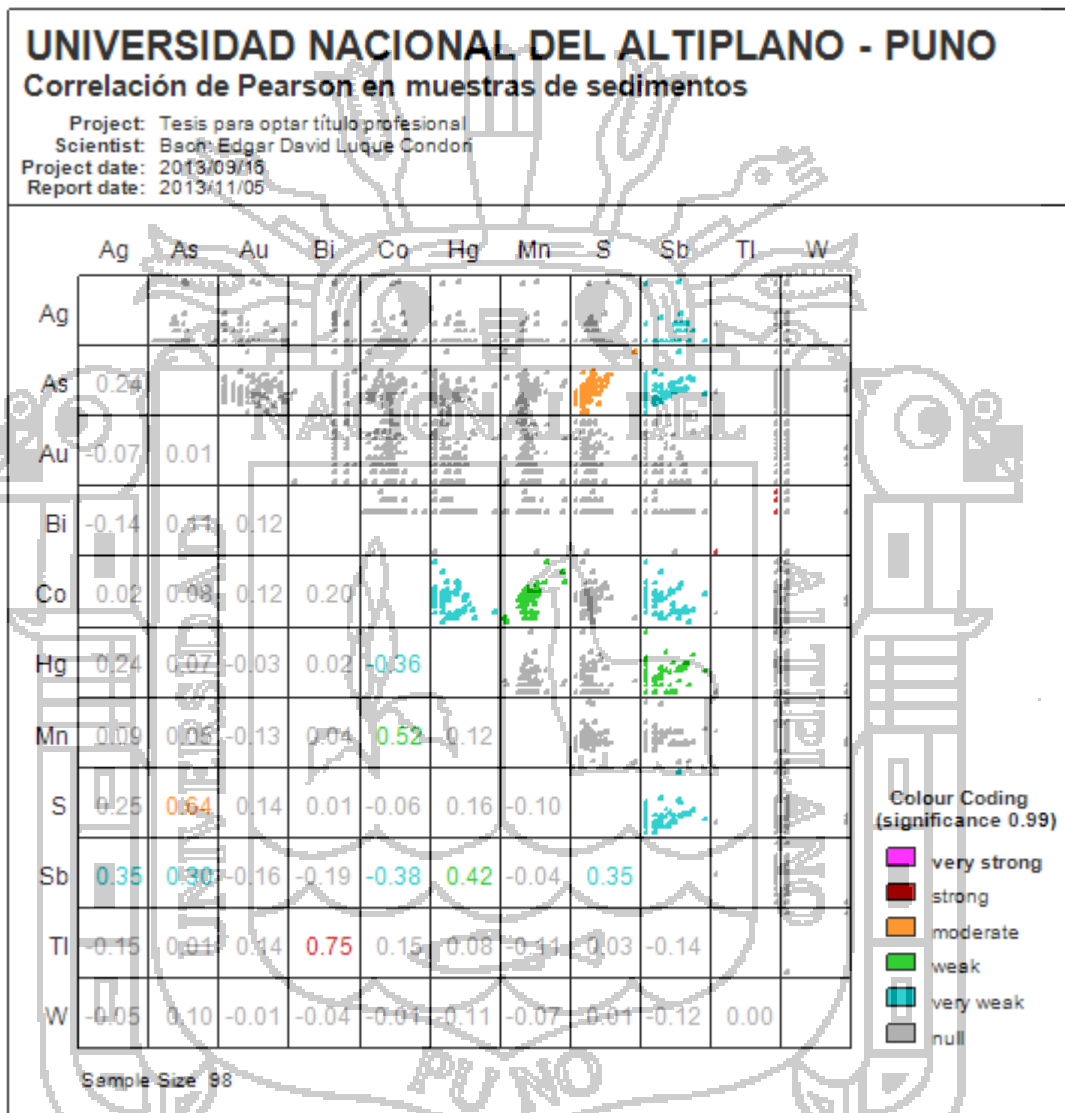 UNIVERSIDAD NACIONAL DEL ALTIPLANO - PUNO
Correlación de Pearson en muestras de sedimentos
Project: Tesis para optar título profesional
Scientist: Bach. Edgar David Luque Condori
Project date: 2013/09/16
Report date: 2013/11/05
Ag As Au Bi Co Hg Mn S Sb Tl W
Ag
As 0.24
NACIONAL DEL
Au -0.07 0.01
Bi -0.14 0.11 0.12
Co 0.02 0.08 0.12 0.20
Hg 0.24 0.07 -0.03 0.02 -0.36
Mn 0.09 0.05 -0.13 0.04 0.52 0.12
S 0.25 0.64 0.14 0.01 -0.06 0.16 -0.10
Sb 0.35 0.30 -0.16 -0.19 -0.38 0.42 -0.04 0.35
Tl -0.15 0.01 0.14 0.75 0.15 0.08 -0.11 0.03 -0.14
W -0.05 0.10 -0.01 -0.04 -0.01 0.11 -0.07 0.01 -0.12 0.00
UNIVERSIDAD
ALTIPLANO
PUNO
Colour Coding
(significance 0.99)
very strong
strong
moderate
weak
very weak
null
Sample Size 98